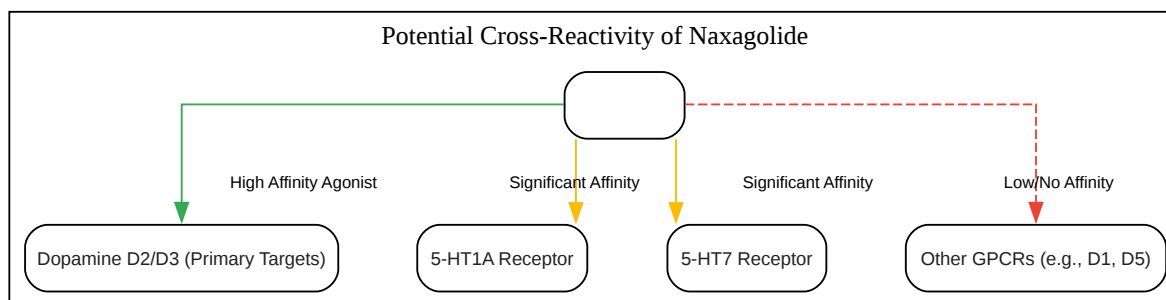 Potential Cross-Reactivity of Naxagolide
High Affinity Agonist
Significant Affinity
Significant Affinity
Low/No Affinity
Dopamine D2/D3 (Primary Targets)
5-HT1A Receptor
5-HT7 Receptor
Other GPCRs (e.g., D1, D5)